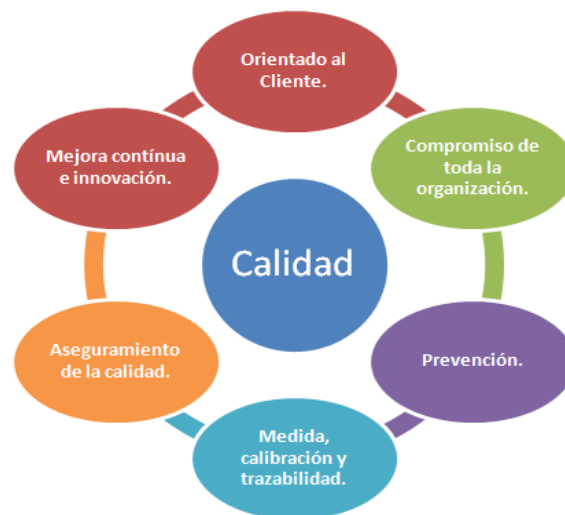 Orientado al
Cliente.
Compromiso de
toda la
organización.
Prevención.
Medida,
calibración y
trazabilidad.
Aseguramiento
de la calidad.
Mejora contínua
e innovación.
Calidad